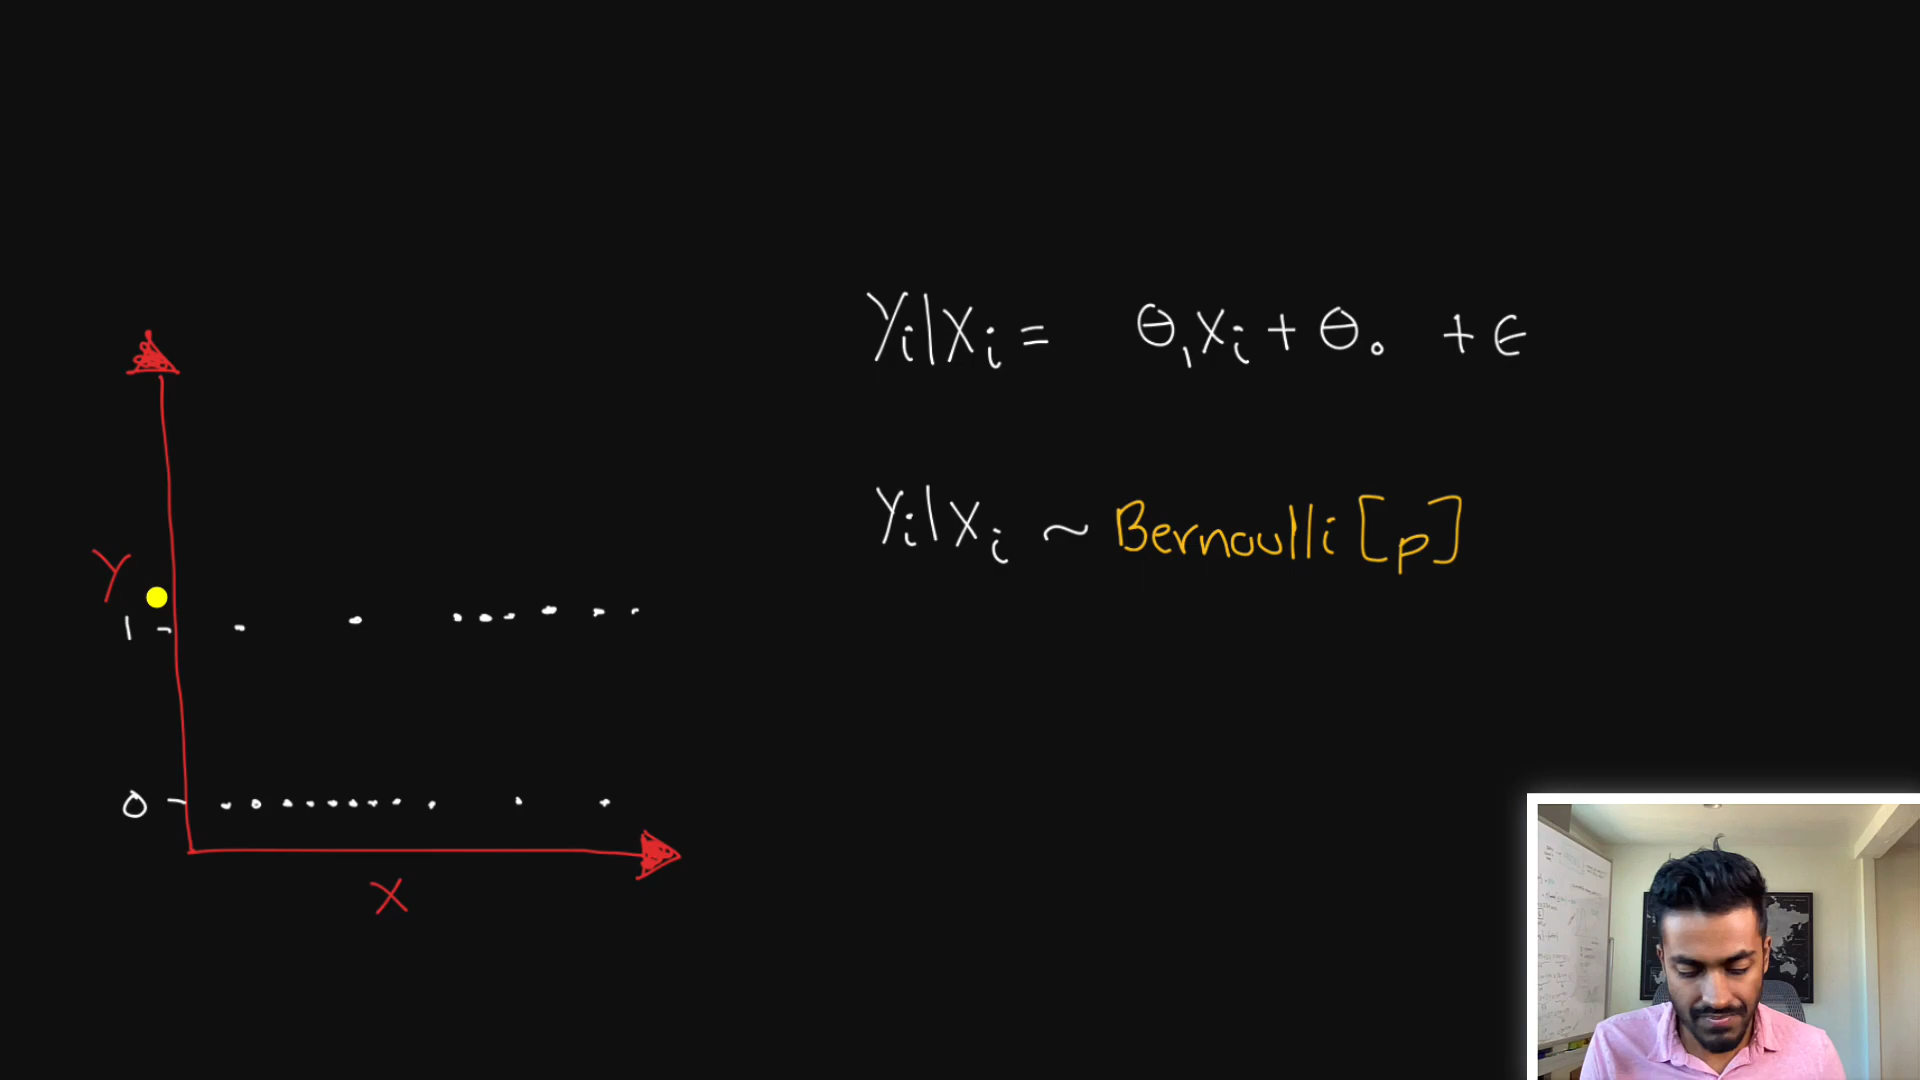 Yi|Xi = θ₁Xi + θ₀ + ϵ
Yi|Xi ~ Bernoulli [p]
Y
1
0
X